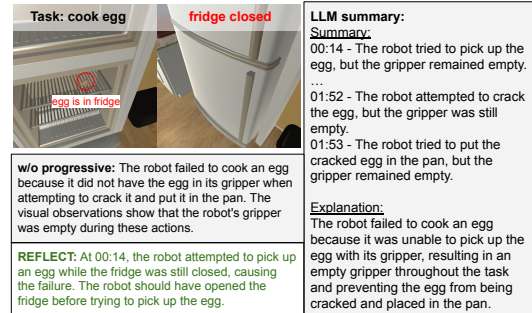 Task: cook egg
fridge closed
egg is in fridge
w/o progressive: The robot failed to cook an egg
because it did not have the egg in its gripper when
attempting to crack it and put it in the pan. The
visual observations show that the robot's gripper
was empty during these actions.
REFLECT: At 00:14, the robot attempted to pick up
an egg while the fridge was still closed, causing
the failure. The robot should have opened the
fridge before trying to pick up the egg.
LLM summary:
Summary:
00:14 - The robot tried to pick up the
egg, but the gripper remained empty.
…
01:52 - The robot attempted to crack
the egg, but the gripper was still
empty.
01:53 - The robot tried to put the
cracked egg in the pan, but the
gripper remained empty.
Explanation:
The robot failed to cook an egg
because it was unable to pick up the
egg with its gripper, resulting in an
empty gripper throughout the task
and preventing the egg from being
cracked and placed in the pan.